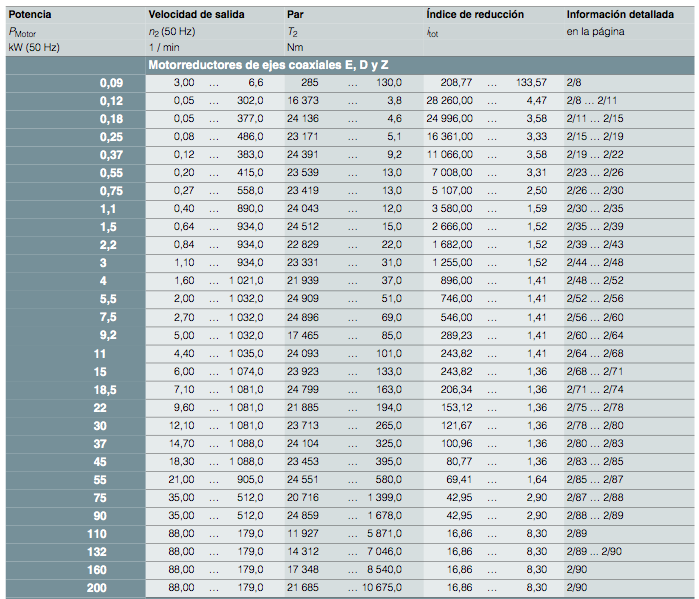 Potencia Velocidad de salida Par Índice de reducción Información detallada
PMotor n2 (50 Hz) T2 itot en la página
kW (50 Hz) 1 / min Nm
Motorreductores de ejes coaxiales E, D y Z
0,09 3,00 ... 6,6 285 ... 130,0 208,77 ... 133,57 2/8
0,12 0,05 ... 302,0 16 373 ... 3,8 28 260,00 ... 4,47 2/8 ... 2/11
0,18 0,05 ... 377,0 24 136 ... 4,6 24 996,00 ... 3,58 2/11 ... 2/15
0,25 0,08 ... 486,0 23 171 ... 5,1 16 361,00 ... 3,33 2/15 ... 2/19
0,37 0,12 ... 383,0 24 391 ... 9,2 11 066,00 ... 3,58 2/19 ... 2/22
0,55 0,20 ... 415,0 23 539 ... 13,0 7 008,00 ... 3,31 2/23 ... 2/26
0,75 0,27 ... 558,0 23 419 ... 13,0 5 107,00 ... 2,50 2/26 ... 2/30
1,1 0,40 ... 890,0 24 043 ... 12,0 3 580,00 ... 1,59 2/30 ... 2/35
1,5 0,64 ... 934,0 24 512 ... 15,0 2 666,00 ... 1,52 2/35 ... 2/39
2,2 0,84 ... 934,0 22 829 ... 22,0 1 682,00 ... 1,52 2/39 ... 2/43
3 1,10 ... 934,0 23 331 ... 31,0 1 255,00 ... 1,52 2/44 ... 2/48
4 1,60 ... 1 021,0 21 939 ... 37,0 896,00 ... 1,41 2/48 ... 2/52
5,5 2,00 ... 1 032,0 24 909 ... 51,0 746,00 ... 1,41 2/52 ... 2/56
7,5 2,70 ... 1 032,0 24 896 ... 69,0 546,00 ... 1,41 2/56 ... 2/60
9,2 5,00 ... 1 032,0 17 465 ... 85,0 289,23 ... 1,41 2/60 ... 2/64
11 4,40 ... 1 035,0 24 093 ... 101,0 243,82 ... 1,41 2/64 ... 2/68
15 6,00 ... 1 074,0 23 923 ... 133,0 243,82 ... 1,36 2/68 ... 2/71
18,5 7,10 ... 1 081,0 24 799 ... 163,0 206,34 ... 1,36 2/71 ... 2/74
22 9,60 ... 1 081,0 21 885 ... 194,0 153,12 ... 1,36 2/75 ... 2/78
30 12,10 ... 1 081,0 23 713 ... 265,0 121,67 ... 1,36 2/78 ... 2/80
37 14,70 ... 1 088,0 24 104 ... 325,0 100,96 ... 1,36 2/80 ... 2/83
45 18,30 ... 1 088,0 23 453 ... 395,0 80,77 ... 1,36 2/83 ... 2/85
55 21,00 ... 905,0 24 551 ... 580,0 69,41 ... 1,64 2/85 ... 2/87
75 35,00 ... 512,0 20 716 ... 1 399,0 42,95 ... 2,90 2/87 ... 2/88
90 35,00 ... 512,0 24 859 ... 1 678,0 42,95 ... 2,90 2/88 ... 2/89
110 88,00 ... 179,0 11 927 ... 5 871,0 16,86 ... 8,30 2/89
132 88,00 ... 179,0 14 312 ... 7 046,0 16,86 ... 8,30 2/89 ... 2/90
160 88,00 ... 179,0 17 348 ... 8 540,0 16,86 ... 8,30 2/90
200 88,00 ... 179,0 21 685 ... 10 675,0 16,86 ... 8,30 2/90